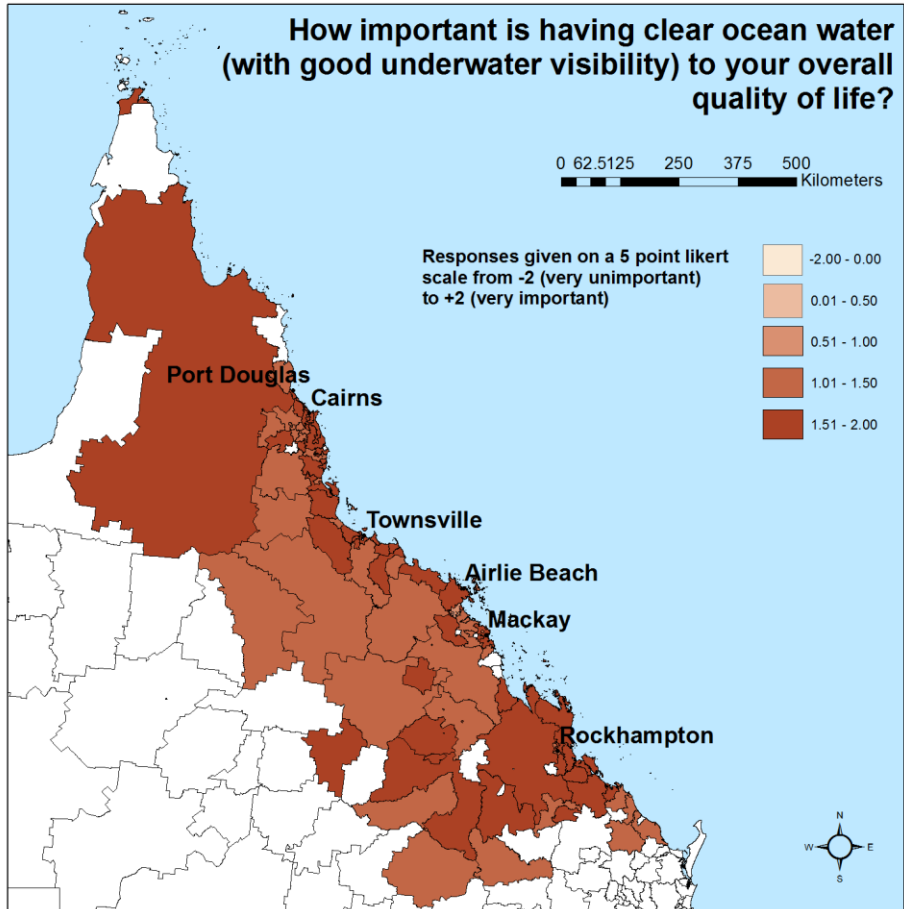 How important is having clear ocean water
(with good underwater visibility) to your overall
quality of life?
0 62.5125 250 375 500
Kilometers
Responses given on a 5 point likert
scale from -2 (very unimportant)
to +2 (very important)
-2.00 - 0.00
0.01 - 0.50
0.51 - 1.00
1.01 - 1.50
1.51 - 2.00
Port Douglas
Cairns
Townsville
Airlie Beach
Mackay
Rockhampton
N
W E
S